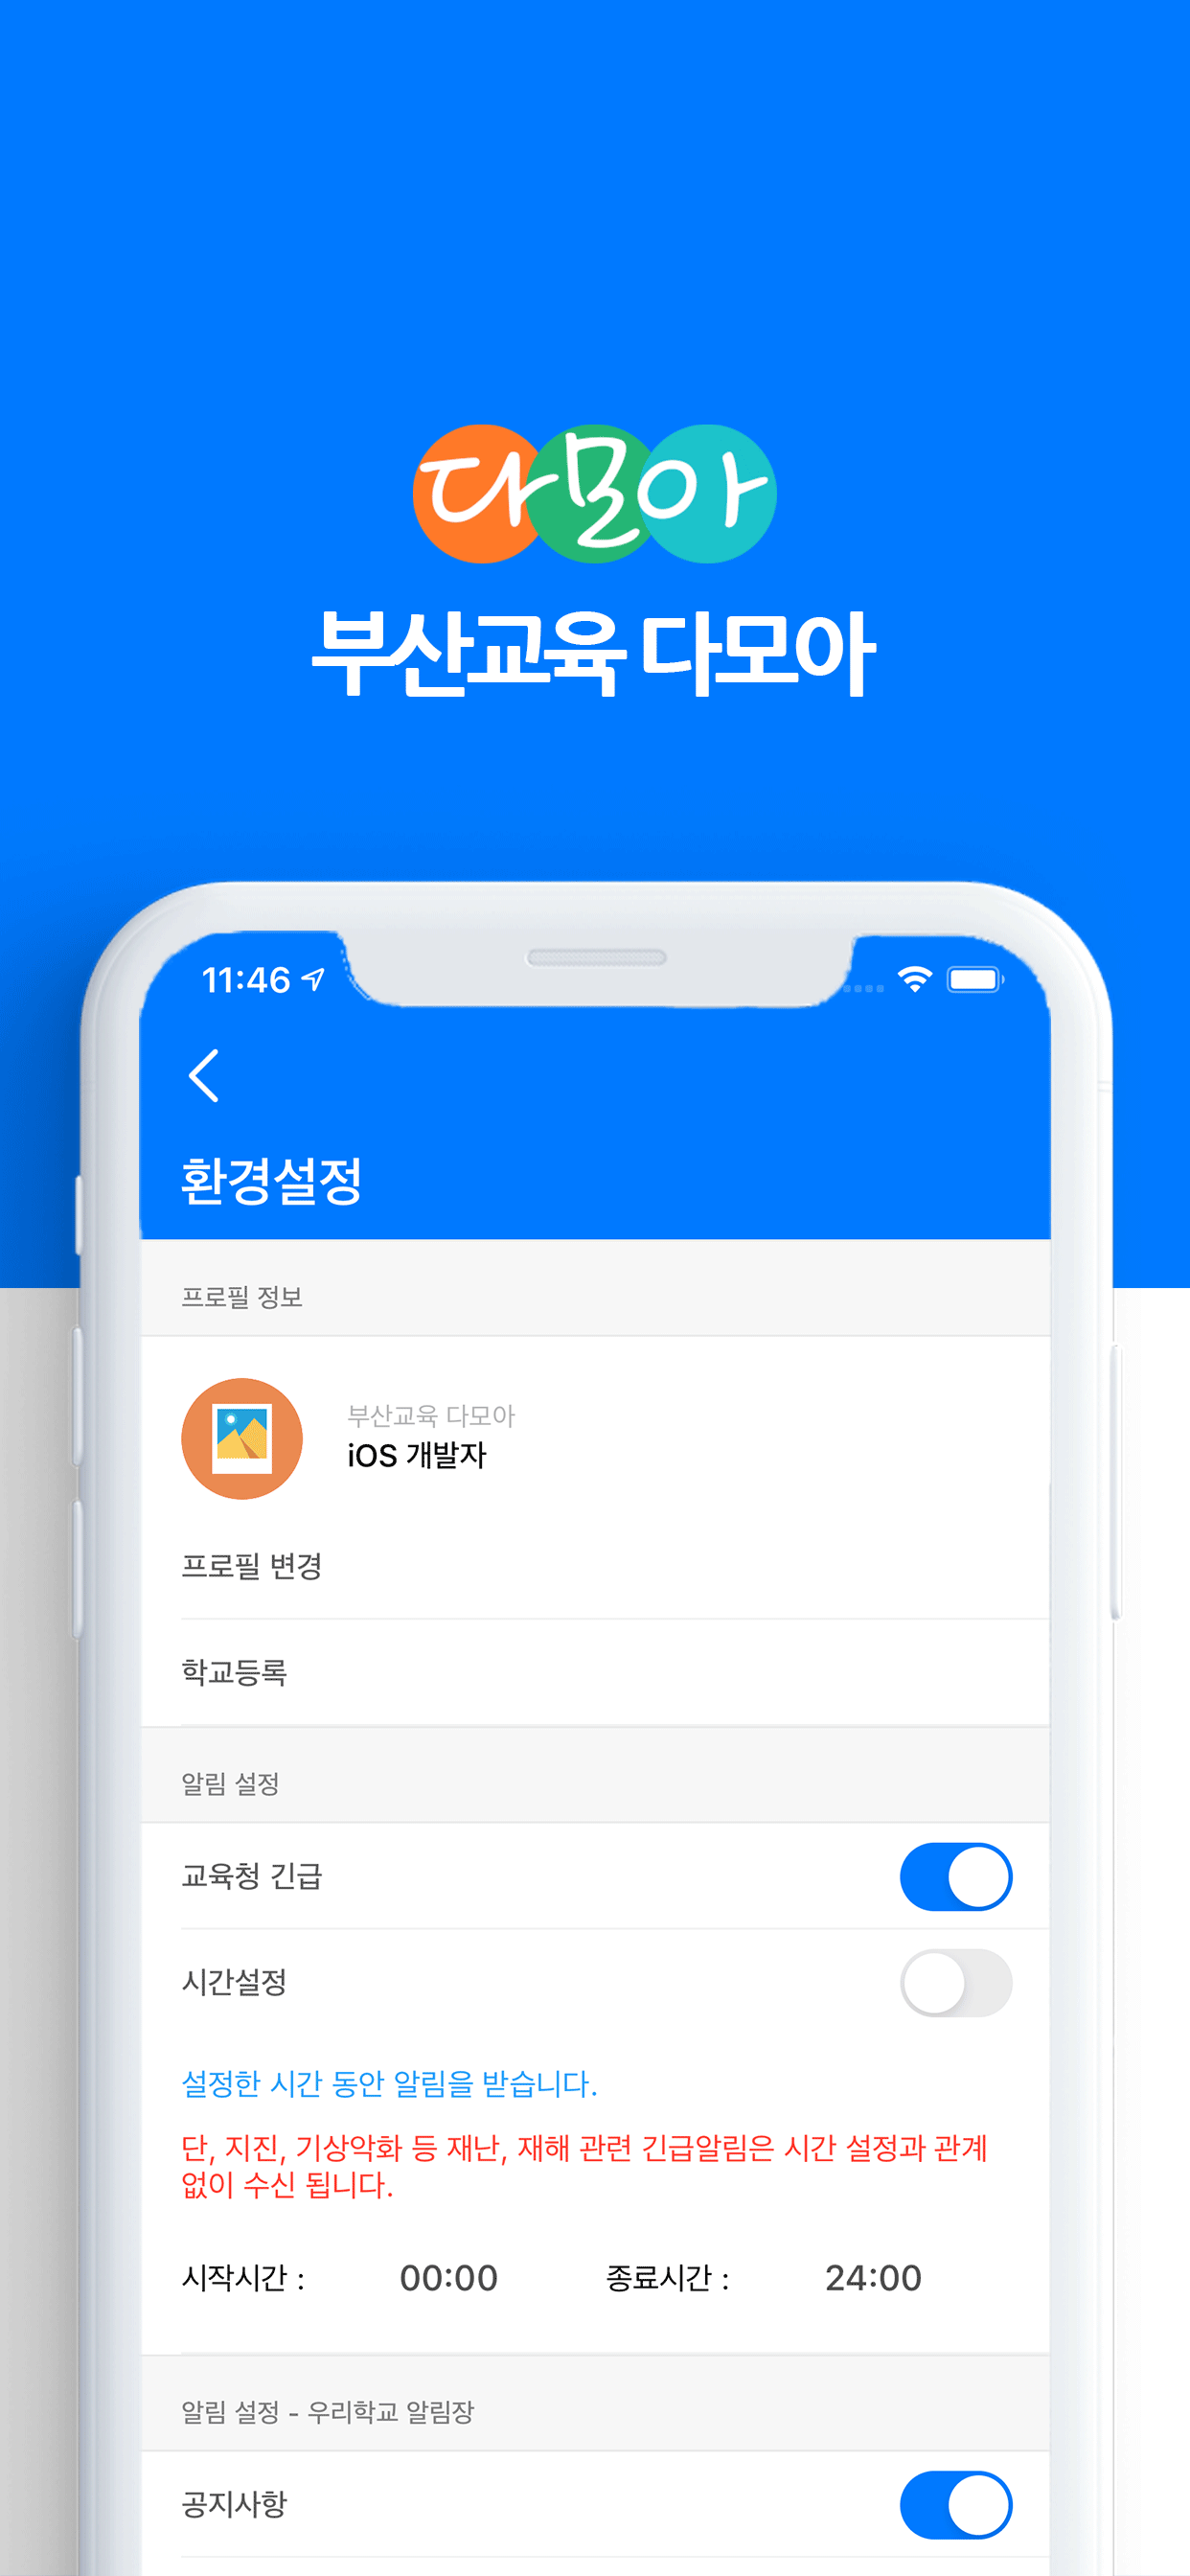 다모아
부산교육 다모아
11:46
환경설정
프로필 정보
부산교육 다모아
iOS 개발자
프로필 변경
학교등록
알림 설정
교육청 긴급
시간설정
설정한 시간 동안 알림을 받습니다.
단, 지진, 기상악화 등 재난, 재해 관련 긴급알림은 시간 설정과 관계
없이 수신 됩니다.
시작시간 : 00:00 종료시간 : 24:00
알림 설정 - 우리학교 알림장
공지사항